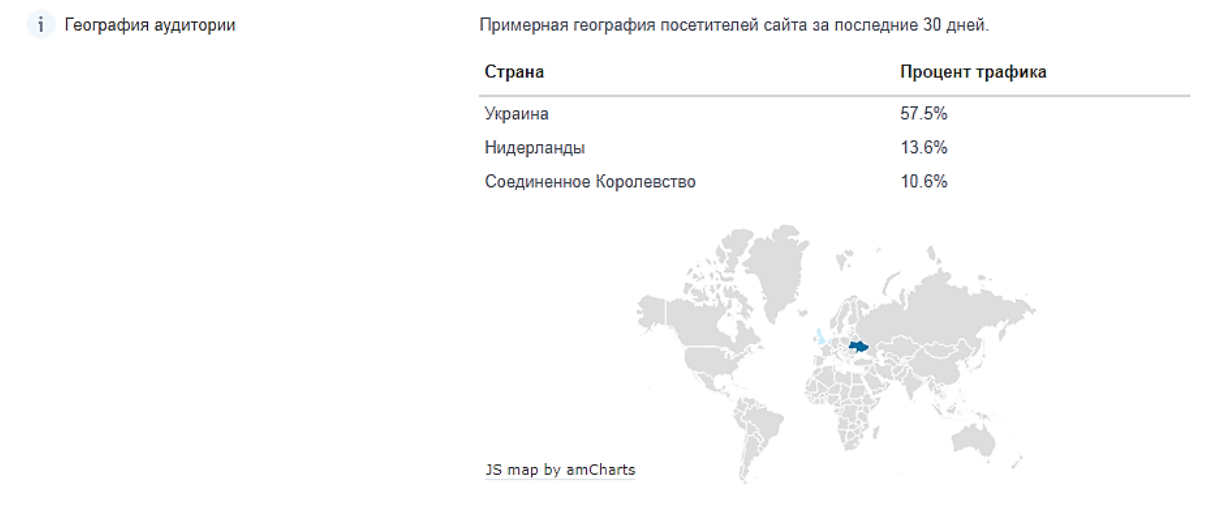 i География аудитории
Примерная география посетителей сайта за последние 30 дней.
Страна Процент трафика
Украина 57.5%
Нидерланды 13.6%
Соединенное Королевство 10.6%
JS map by amCharts